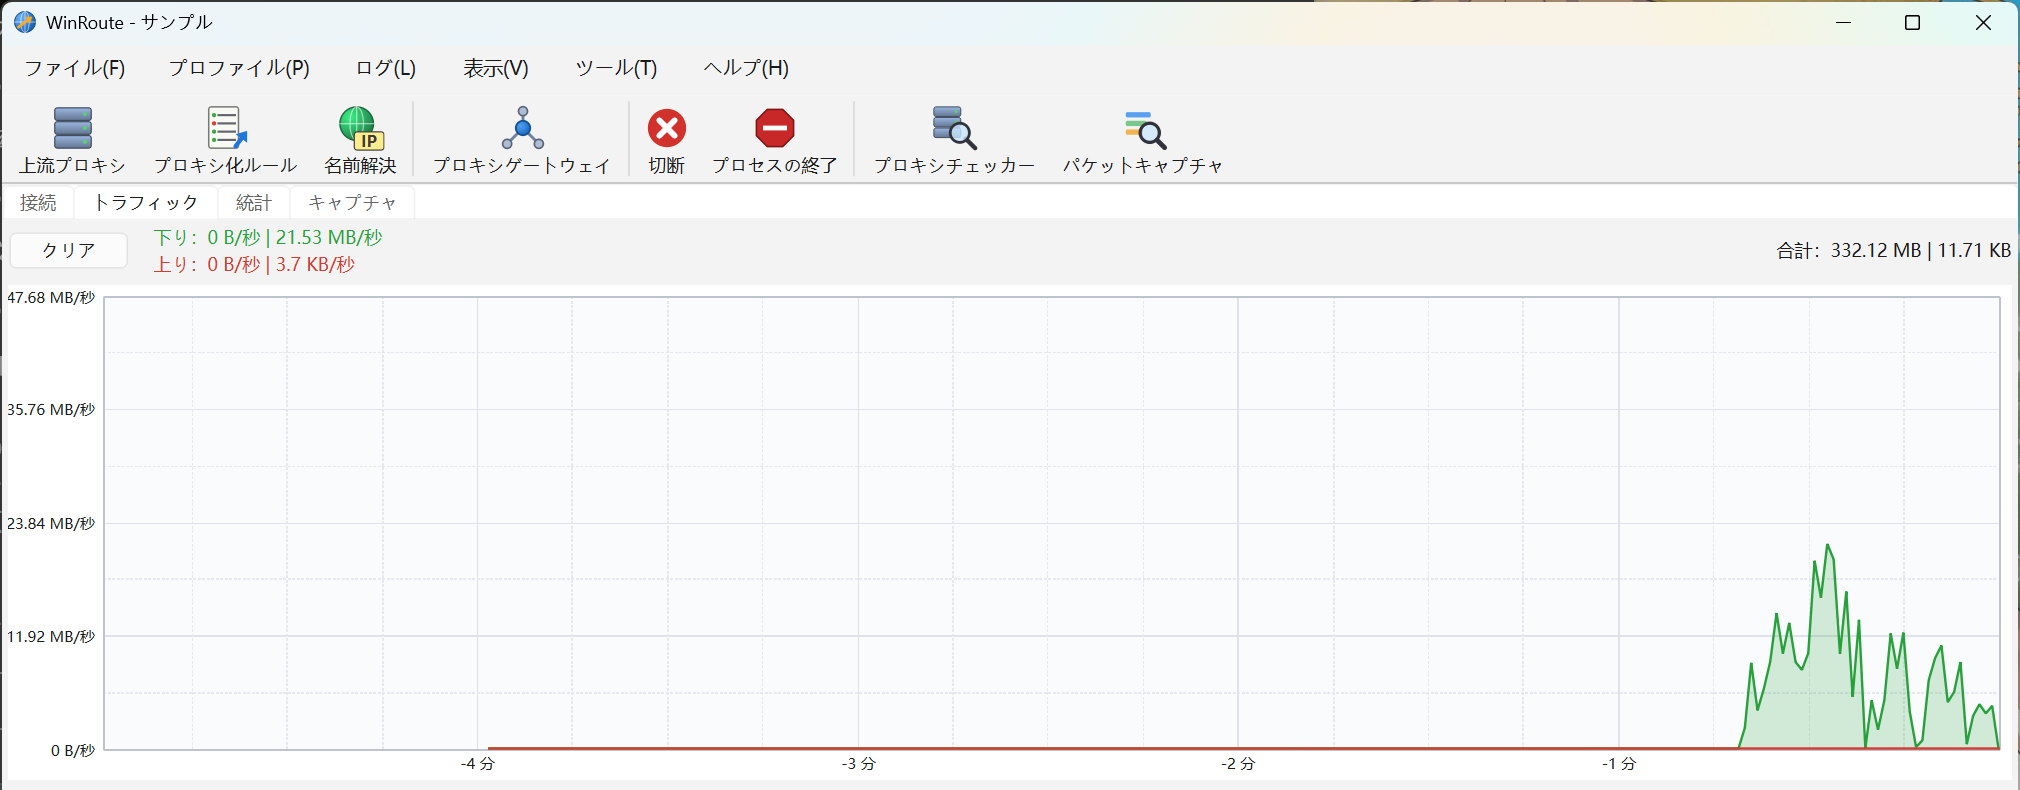 WinRoute - サンプル
ファイル(F) プロファイル(P) ログ(L) 表示(V) ツール(T) ヘルプ(H)
IP
上流プロキシ プロキシ化ルール 名前解決 プロキシゲートウェイ 切断 プロセスの終了 プロキシチェッカー パケットキャプチャ
接続 トラフィック 統計 キャプチャ
クリア
下り: 0 B/秒 | 21.53 MB/秒
上り: 0 B/秒 | 3.7 KB/秒
合計: 332.12 MB | 11.71 KB
47.68 MB/秒
35.76 MB/秒
23.84 MB/秒
11.92 MB/秒
0 B/秒
-4 分 -3 分 -2 分 -1 分